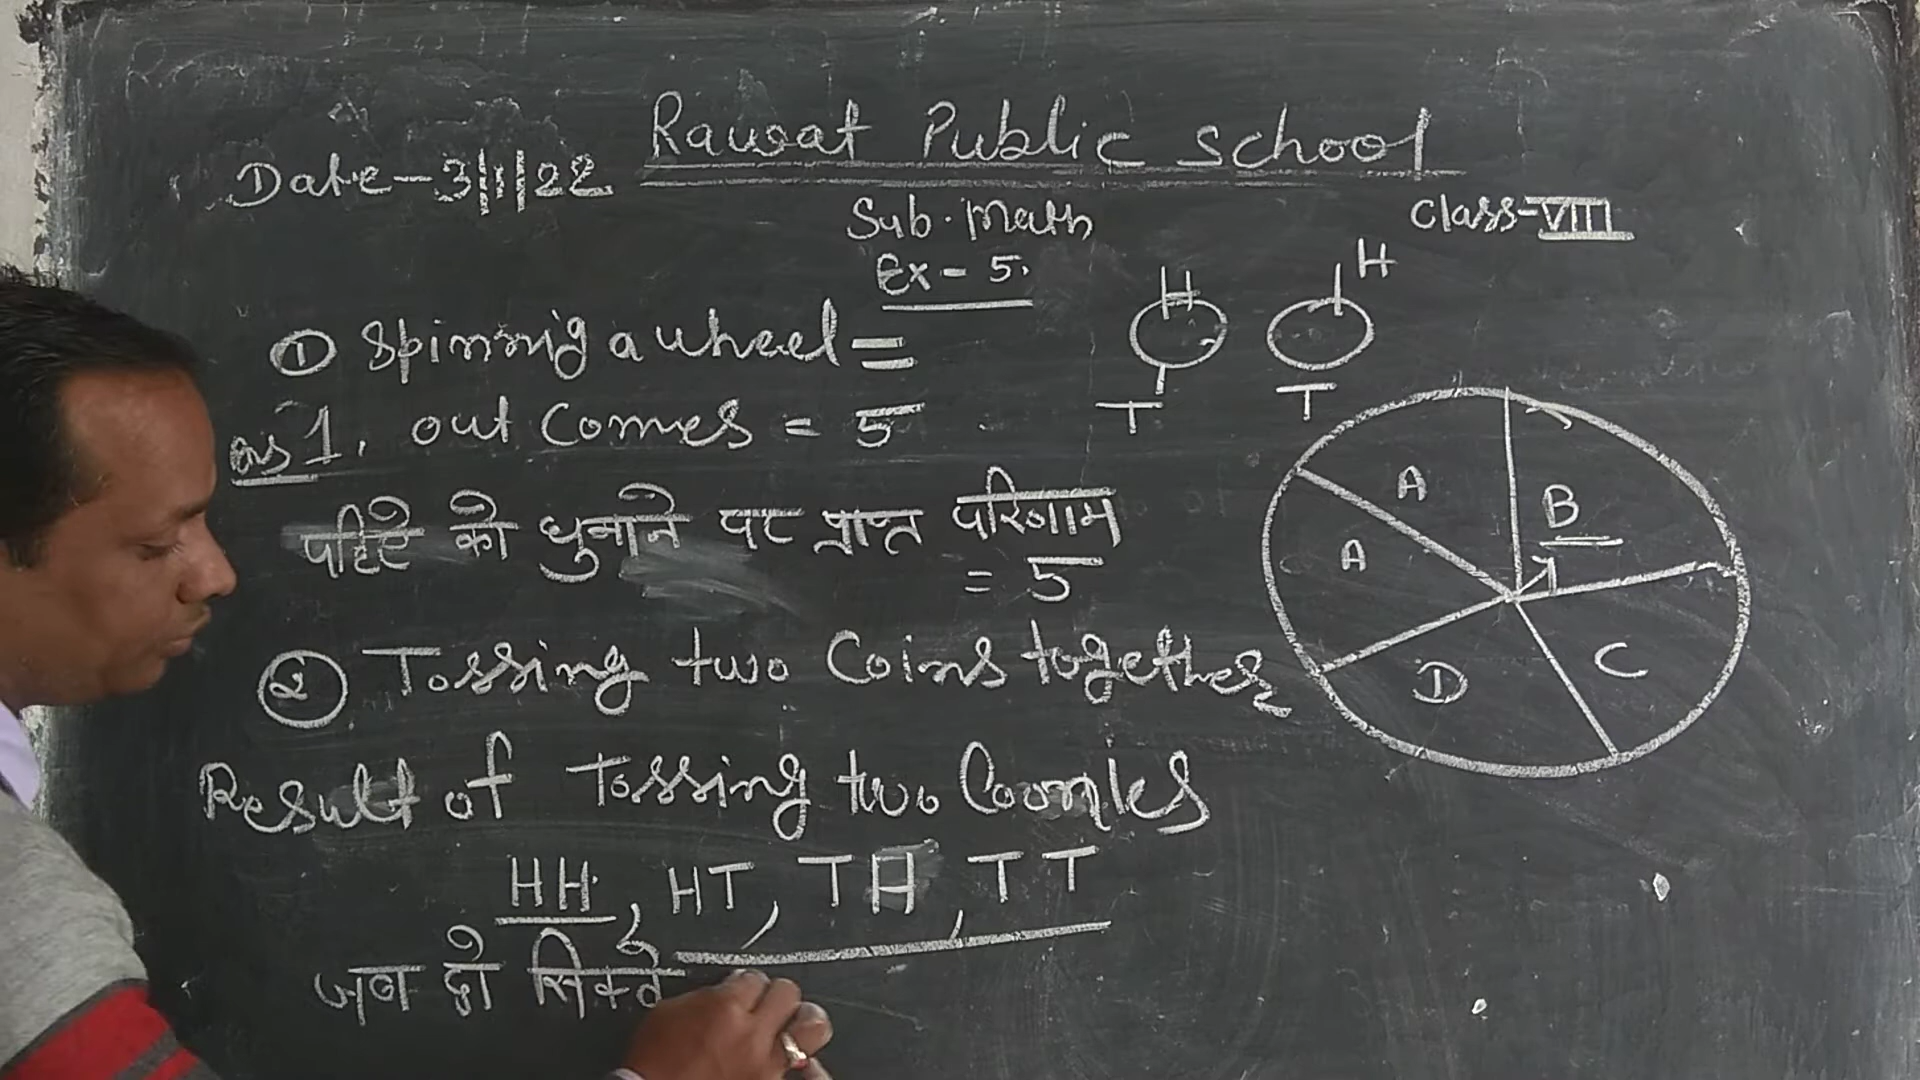 Rawat Public School
Date-3/1/22
Sub. Math
Class-VIII
Ex-5.
H H
① Spinning a wheel =
T T
ans 1. out comes = 5
A B
A
पहिऐ को घुमाने पर प्राप्त परिणाम
= 5
D C
② Tossing two Coins together
Result of Tossing two
HH, HT, TH, TT
जब दो सिक्के